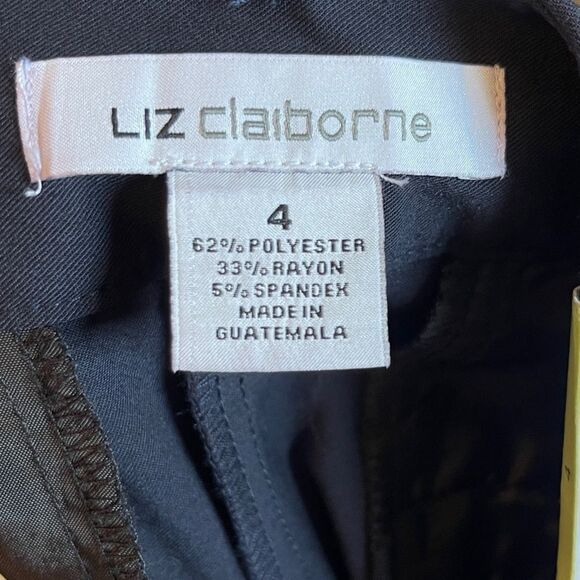 LIZ claiborne
4
62% POLYESTER
33% RAYON
5% SPANDEX
MADE IN
GUATEMALA